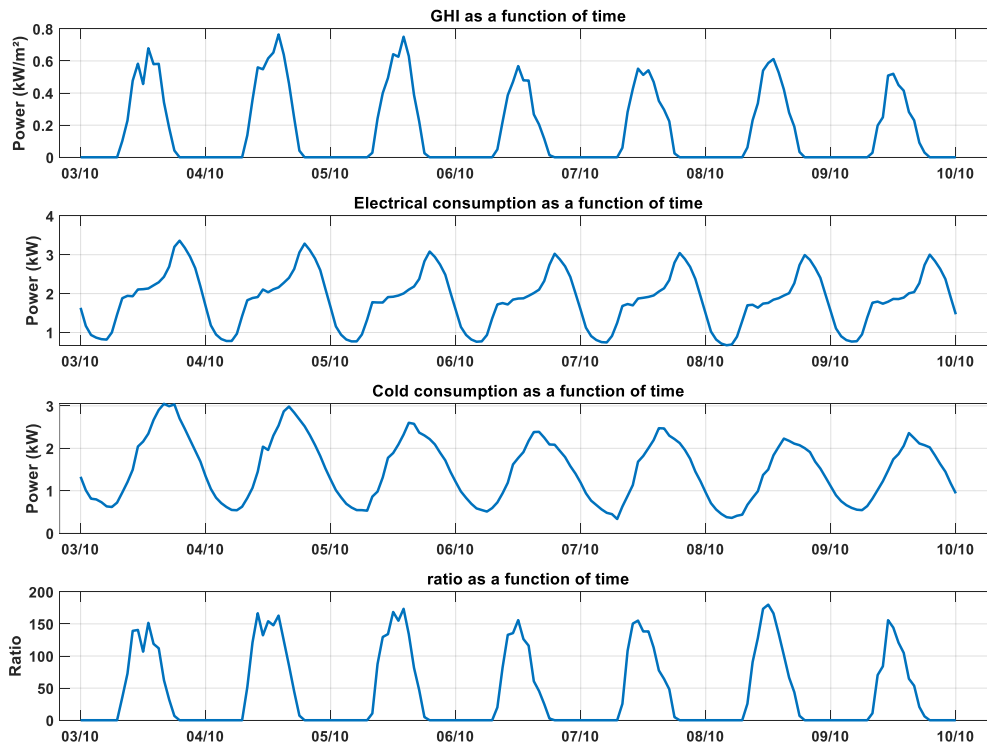 GHI as a function of time
Power (kW/m²)
0.8
0.6
0.4
0.2
0
03/10 04/10 05/10 06/10 07/10 08/10 09/10 10/10
Electrical consumption as a function of time
Power (kW)
4
3
2
1
03/10 04/10 05/10 06/10 07/10 08/10 09/10 10/10
Cold consumption as a function of time
Power (kW)
3
2
1
0
03/10 04/10 05/10 06/10 07/10 08/10 09/10 10/10
ratio as a function of time
Ratio
200
150
100
50
0
03/10 04/10 05/10 06/10 07/10 08/10 09/10 10/10